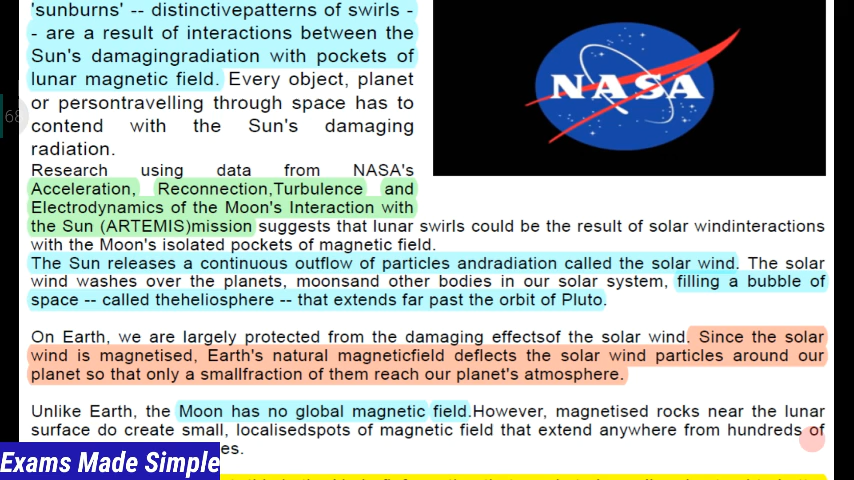 'sunburns' -- distinctivepatterns of swirls -
- are a result of interactions between the
Sun's damagingradiation with pockets of
lunar magnetic field. Every object, planet
or persontravelling through space has to
contend with the Sun's damaging
radiation.
NASA
68
Research using data from NASA's
Acceleration, Reconnection,Turbulence and
Electrodynamics of the Moon's Interaction with
the Sun (ARTEMIS)mission suggests that lunar swirls could be the result of solar windinteractions
with the Moon's isolated pockets of magnetic field.
The Sun releases a continuous outflow of particles andradiation called the solar wind. The solar
wind washes over the planets, moonsand other bodies in our solar system, filling a bubble of
space -- called theheliosphere -- that extends far past the orbit of Pluto.
On Earth, we are largely protected from the damaging effectsof the solar wind. Since the solar
wind is magnetised, Earth's natural magneticfield deflects the solar wind particles around our
planet so that only a smallfraction of them reach our planet's atmosphere.
Unlike Earth, the Moon has no global magnetic field.However, magnetised rocks near the lunar
surface do create small, localisedspots of magnetic field that extend anywhere from hundreds of
es.
Exams Made Simple